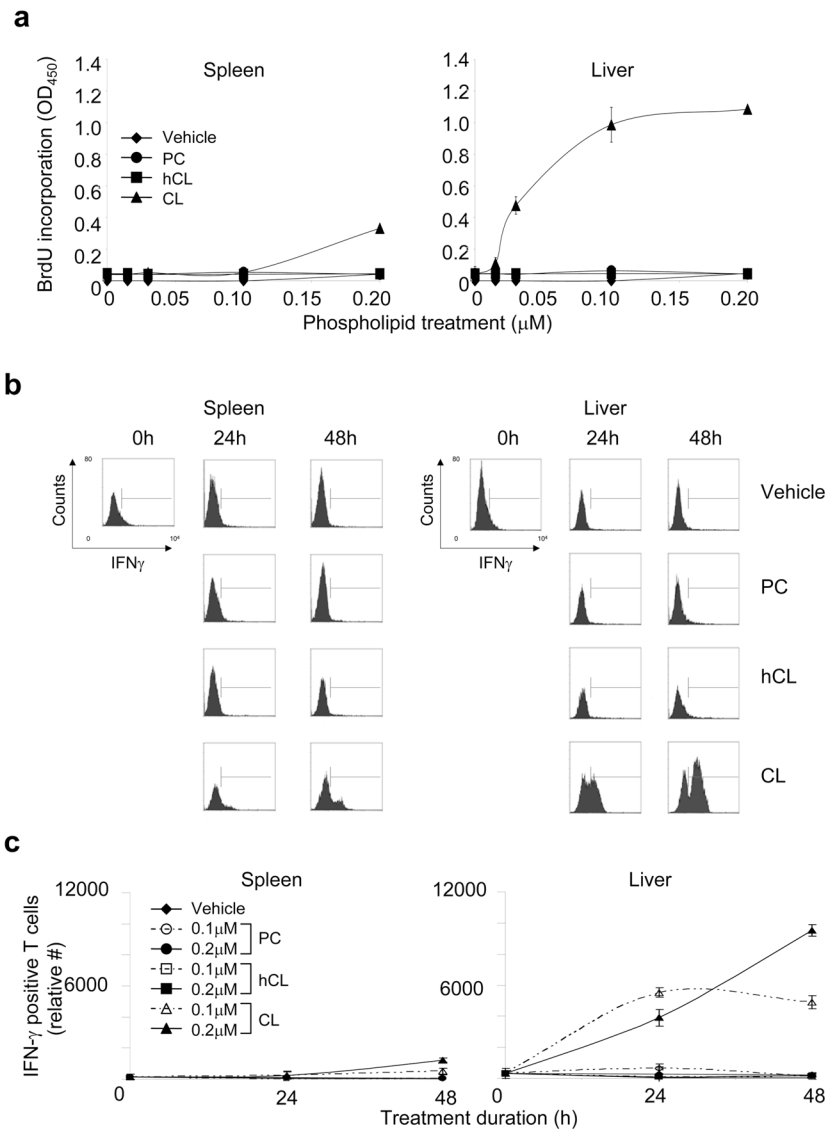 a
Spleen Liver
BrdU incorporation (OD450)
1.4 1.4
1.2 1.2
1.0 1.0
0.8 0.8
0.6 0.6
0.4 0.4
0.2 0.2
0 0
Vehicle
PC
hCL
CL
0 0.05 0.10 0.15 0.20 0 0.05 0.10 0.15 0.20
Phospholipid treatment (μM)
b
Spleen Liver
0h 24h 48h 0h 24h 48h
80 80
Counts Counts
0 10⁴ 0 10⁴
IFNγ IFNγ
Vehicle
PC
hCL
CL
c
Spleen Liver
IFN-γ positive T cells
(relative #)
12000 12000
6000 6000
Vehicle
0.1μM
0.2μM
PC
0.1μM
0.2μM
hCL
0.1μM
0.2μM
CL
0 24 48 0 24 48
Treatment duration (h)